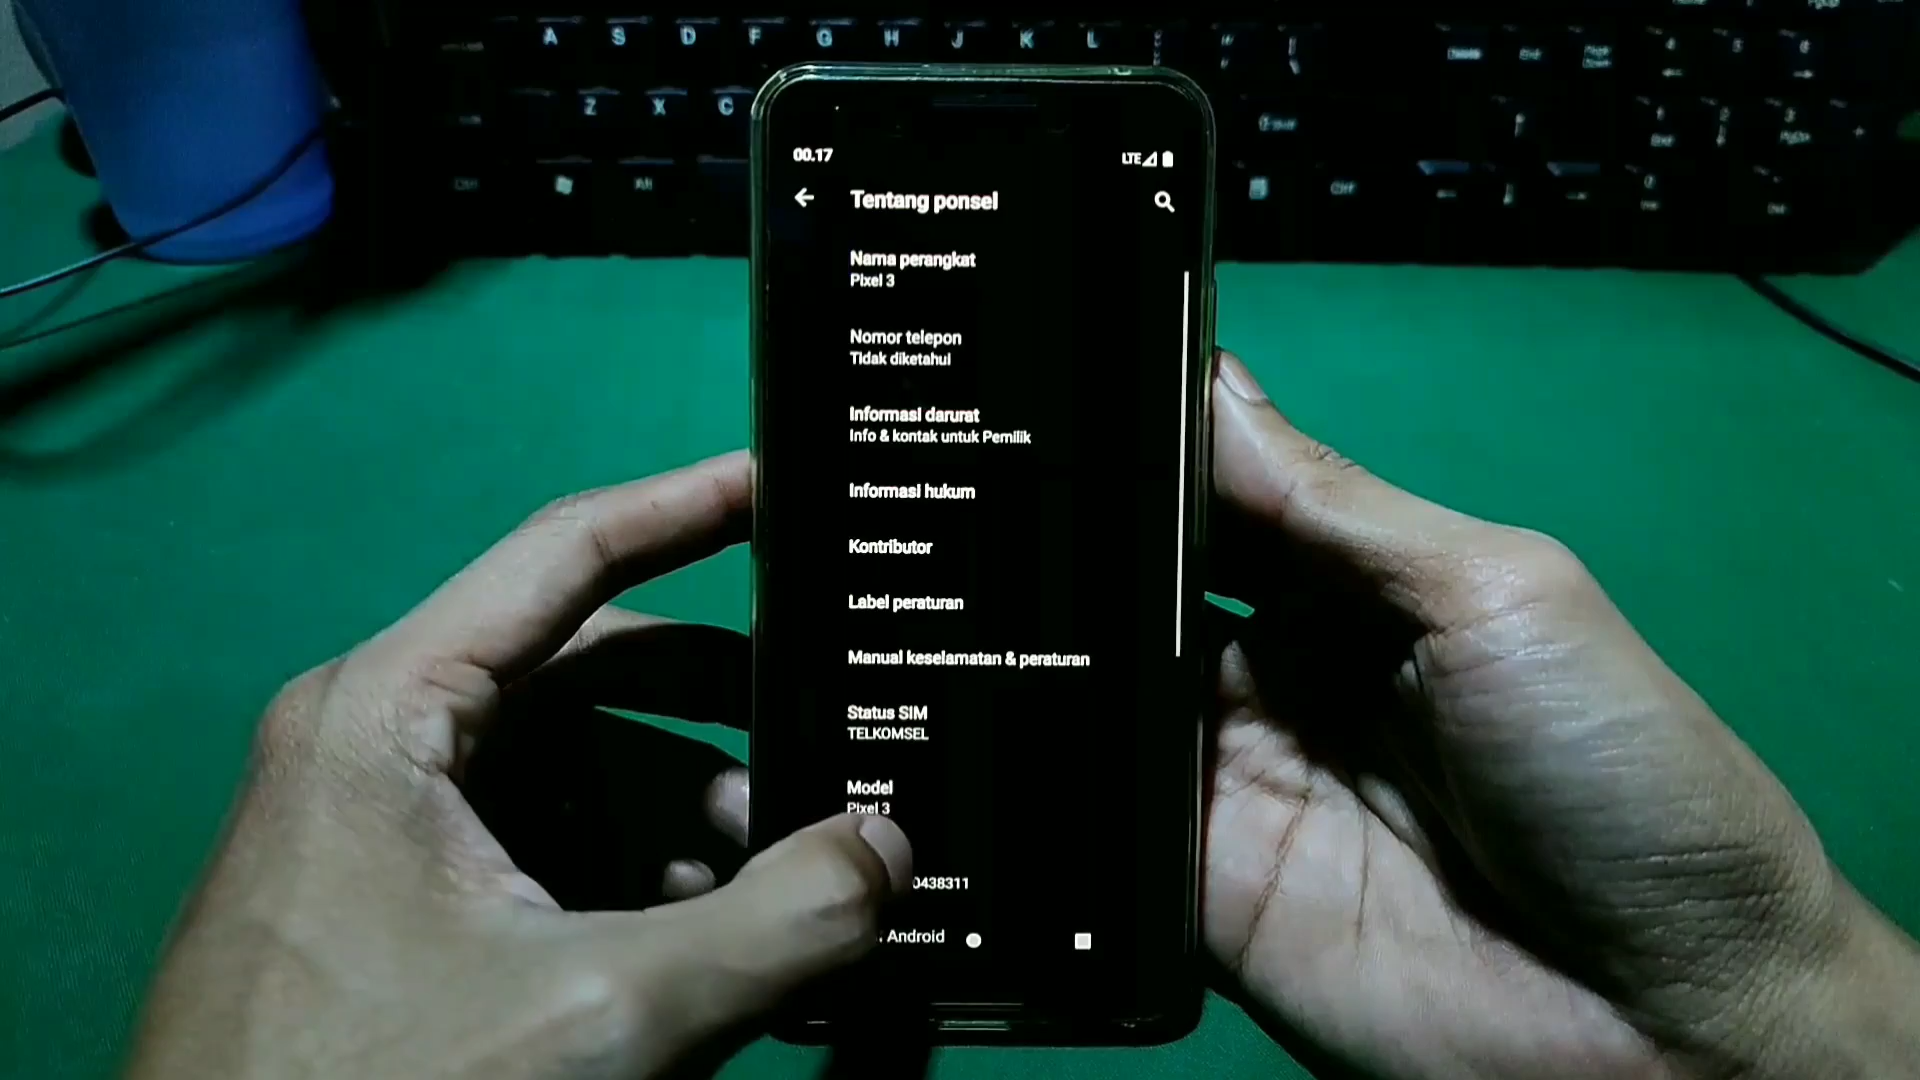 A S D F G H J K L
Z X C
00.17
LTE
Tentang ponsel
Nama perangkat
Pixel 3
Nomor telepon
Tidak diketahui
Informasi darurat
Info & kontak untuk Pemilik
Informasi hukum
Kontributor
Label peraturan
Manual keselamatan & peraturan
Status SIM
TELKOMSEL
Model
Pixel 3
0438311
Android